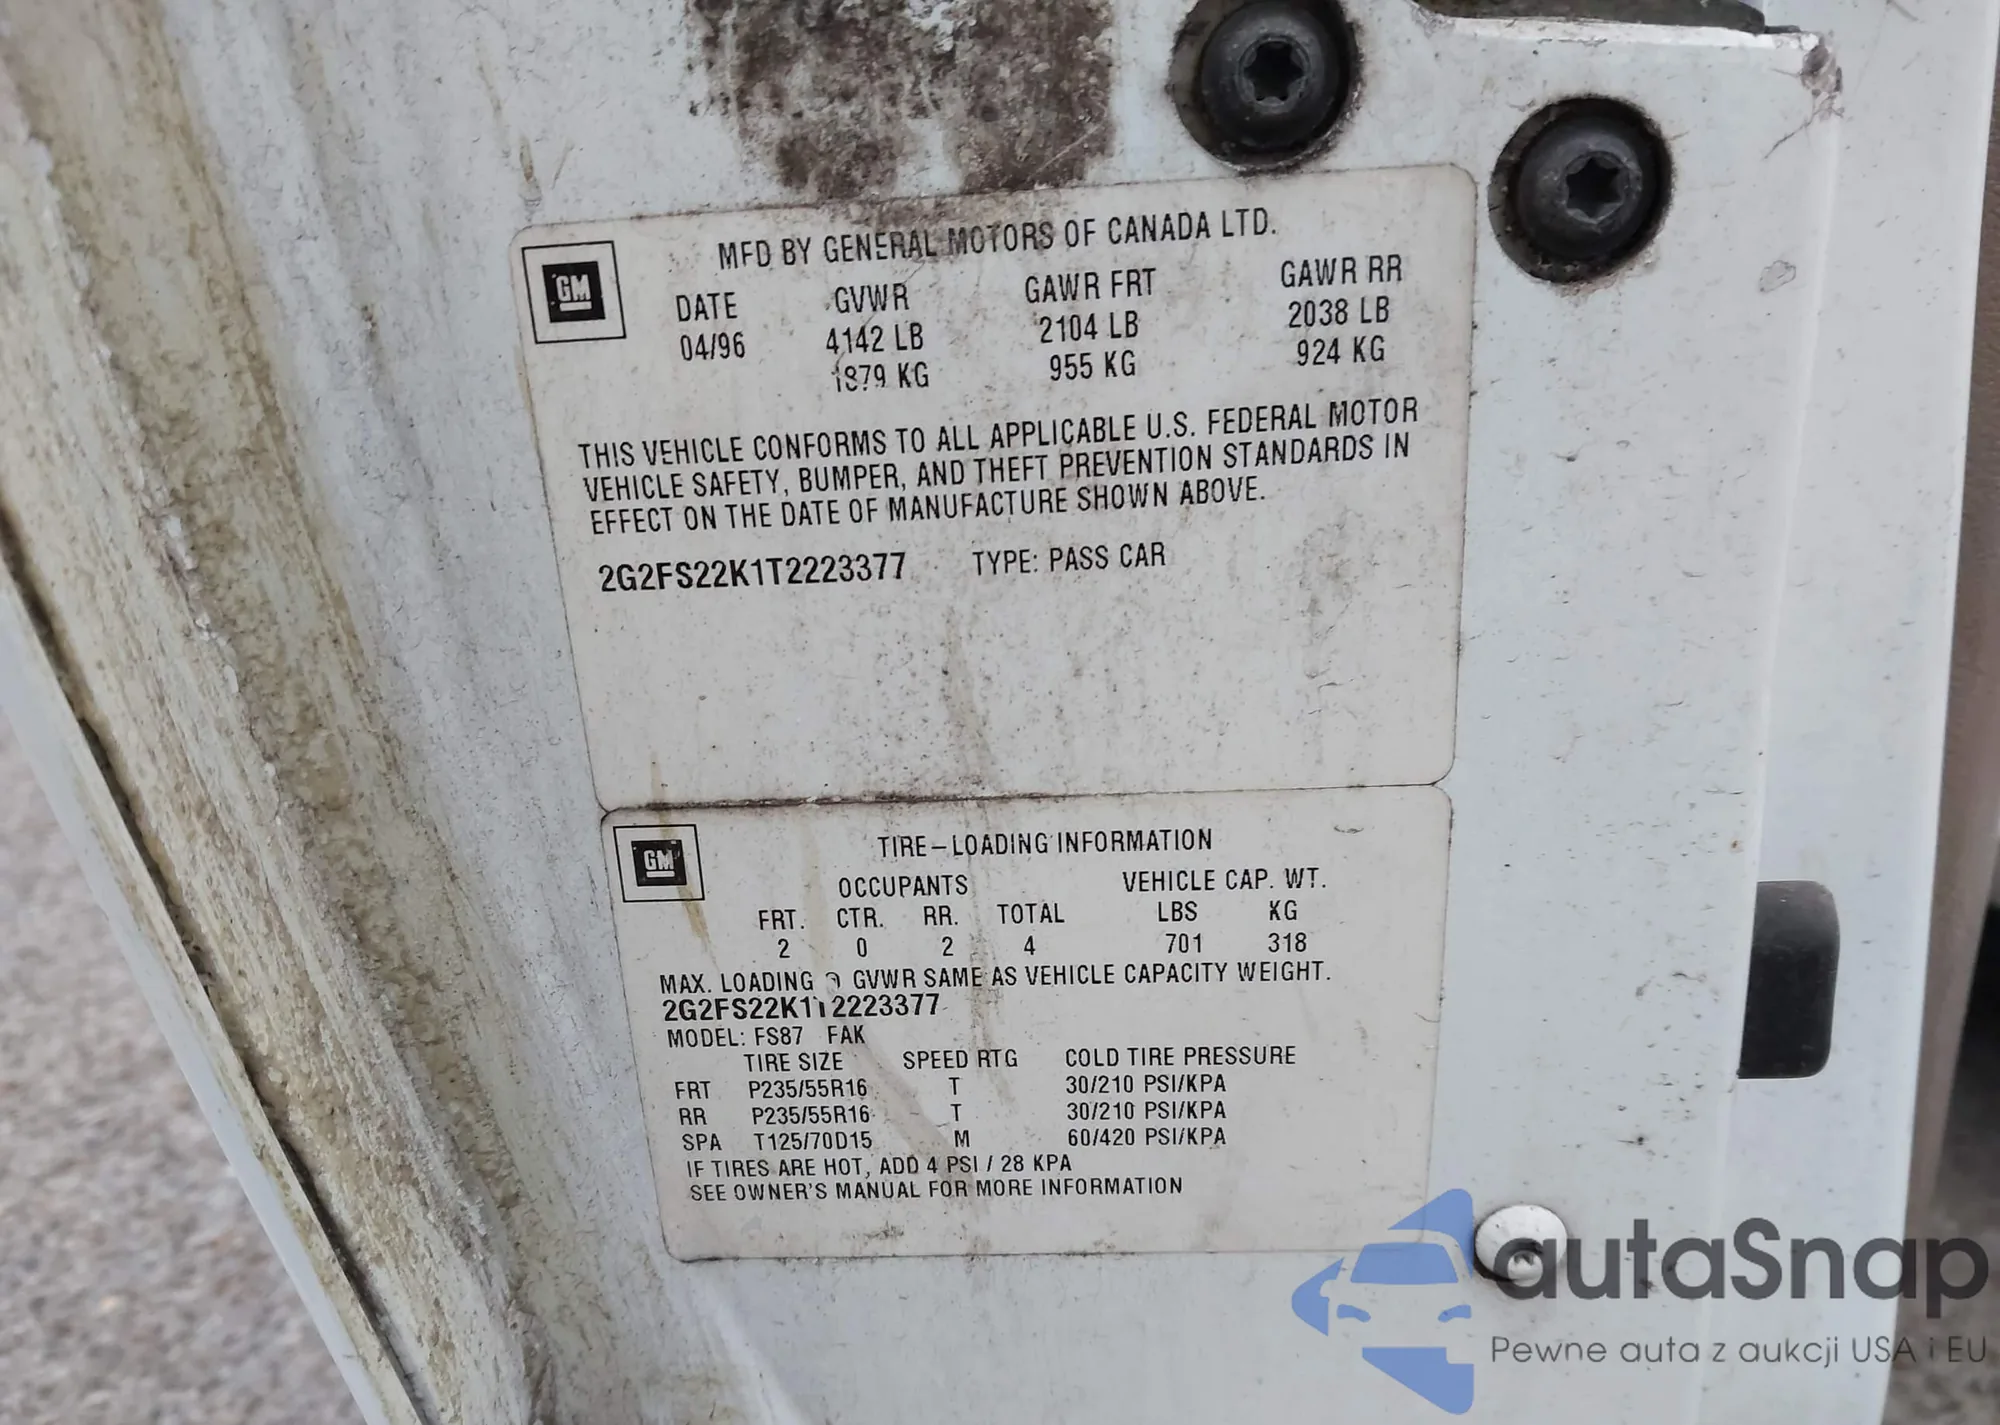 GM
MFD BY GENERAL MOTORS OF CANADA LTD.
DATE GVWR GAWR FRT GAWR RR
04/96 4142 LB 2104 LB 2038 LB
1879 KG 955 KG 924 KG
THIS VEHICLE CONFORMS TO ALL APPLICABLE U.S. FEDERAL MOTOR
VEHICLE SAFETY, BUMPER, AND THEFT PREVENTION STANDARDS IN
EFFECT ON THE DATE OF MANUFACTURE SHOWN ABOVE.
2G2FS22K1T2223377 TYPE: PASS CAR
GM
TIRE-LOADING INFORMATION
OCCUPANTS VEHICLE CAP. WT.
FRT. CTR. RR. TOTAL LBS KG
2 0 2 4 701 318
MAX. LOADING @ GVWR SAME AS VEHICLE CAPACITY WEIGHT.
2G2FS22K1T2223377
MODEL: FS87 FAK
TIRE SIZE SPEED RTG COLD TIRE PRESSURE
FRT P235/55R16 T 30/210 PSI/KPA
RR P235/55R16 T 30/210 PSI/KPA
SPA T125/70D15 M 60/420 PSI/KPA
IF TIRES ARE HOT, ADD 4 PSI / 28 KPA
SEE OWNER'S MANUAL FOR MORE INFORMATION
autaSnap
Pewne auta z aukcji USA i EU